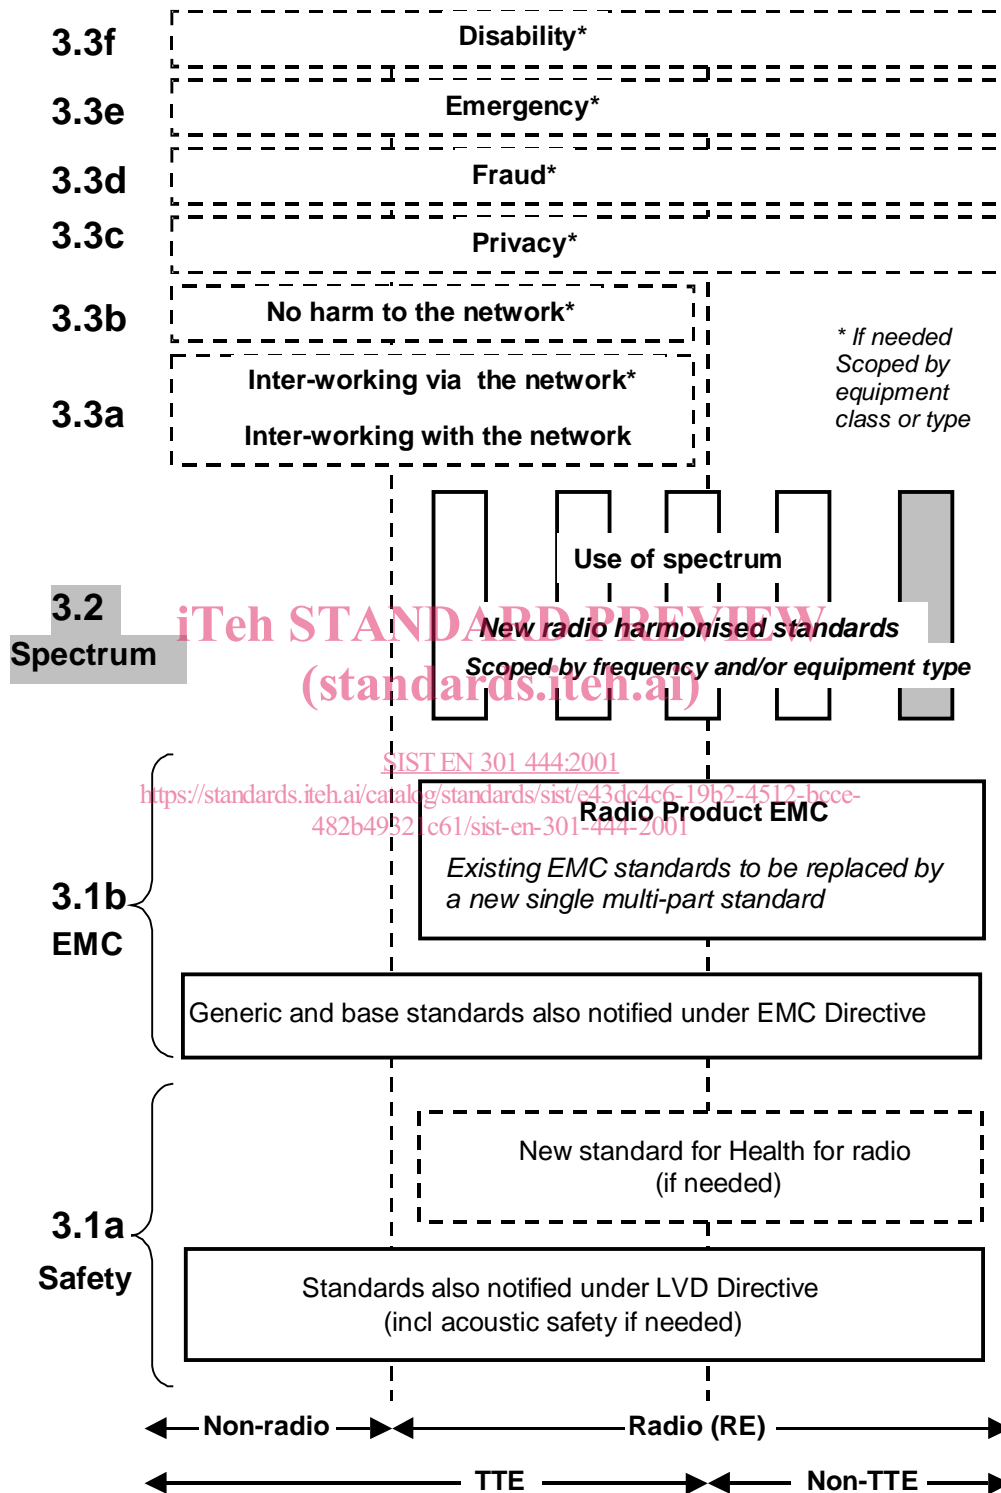 3.3f
Disability*
3.3e
Emergency*
3.3d
Fraud*
3.3c
Privacy*
3.3b
No harm to the network*
* If needed
Scoped by
equipment
class or type
3.3a
Inter-working via the network*
Inter-working with the network
Use of spectrum
3.2
Spectrum
New radio harmonised standards
Scoped by frequency and/or equipment type
iTeh STANDARD PREVIEW
(standards.iteh.ai)
SIST EN 301 444:2001
https://standards.iteh.ai/catalog/standards/sist/e43dc4c6-19b2-4512-bcce-
482b49321c61/sist-en-301-444-2001
Radio Product EMC
Existing EMC standards to be replaced by
a new single multi-part standard
3.1b
EMC
Generic and base standards also notified under EMC Directive
New standard for Health for radio
(if needed)
3.1a
Safety
Standards also notified under LVD Directive
(incl acoustic safety if needed)
Non-radio
Radio (RE)
TTE
Non-TTE